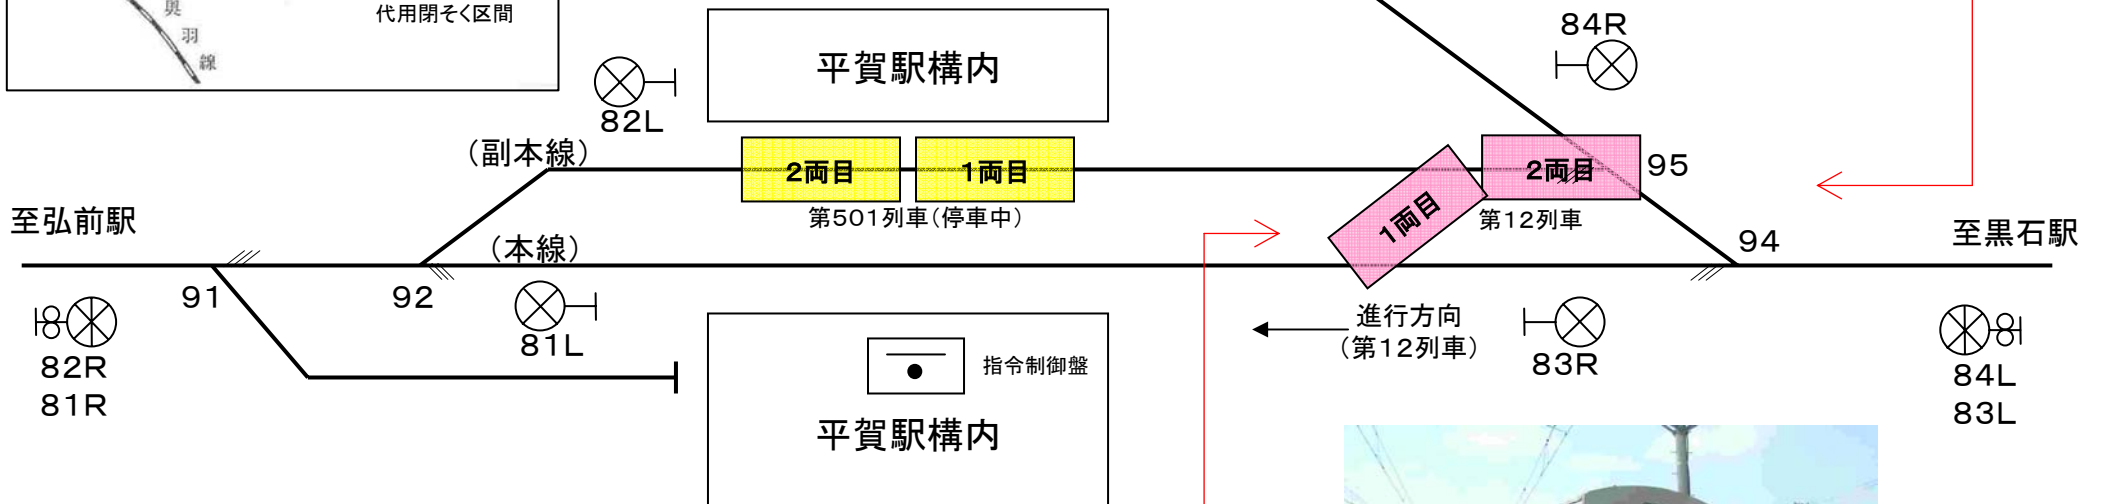 奥
羽
線
代用閉そく区間
84R
平賀駅構内
82L
(副本線)
2両目
1両目
2両目
95
1両目
第501列車(停車中)
第12列車
至弘前駅
(本線)
94
至黒石駅
91
92
進行方向
(第12列車)
81L
83R
指令制御盤
82R
81R
84L
83L
平賀駅構内